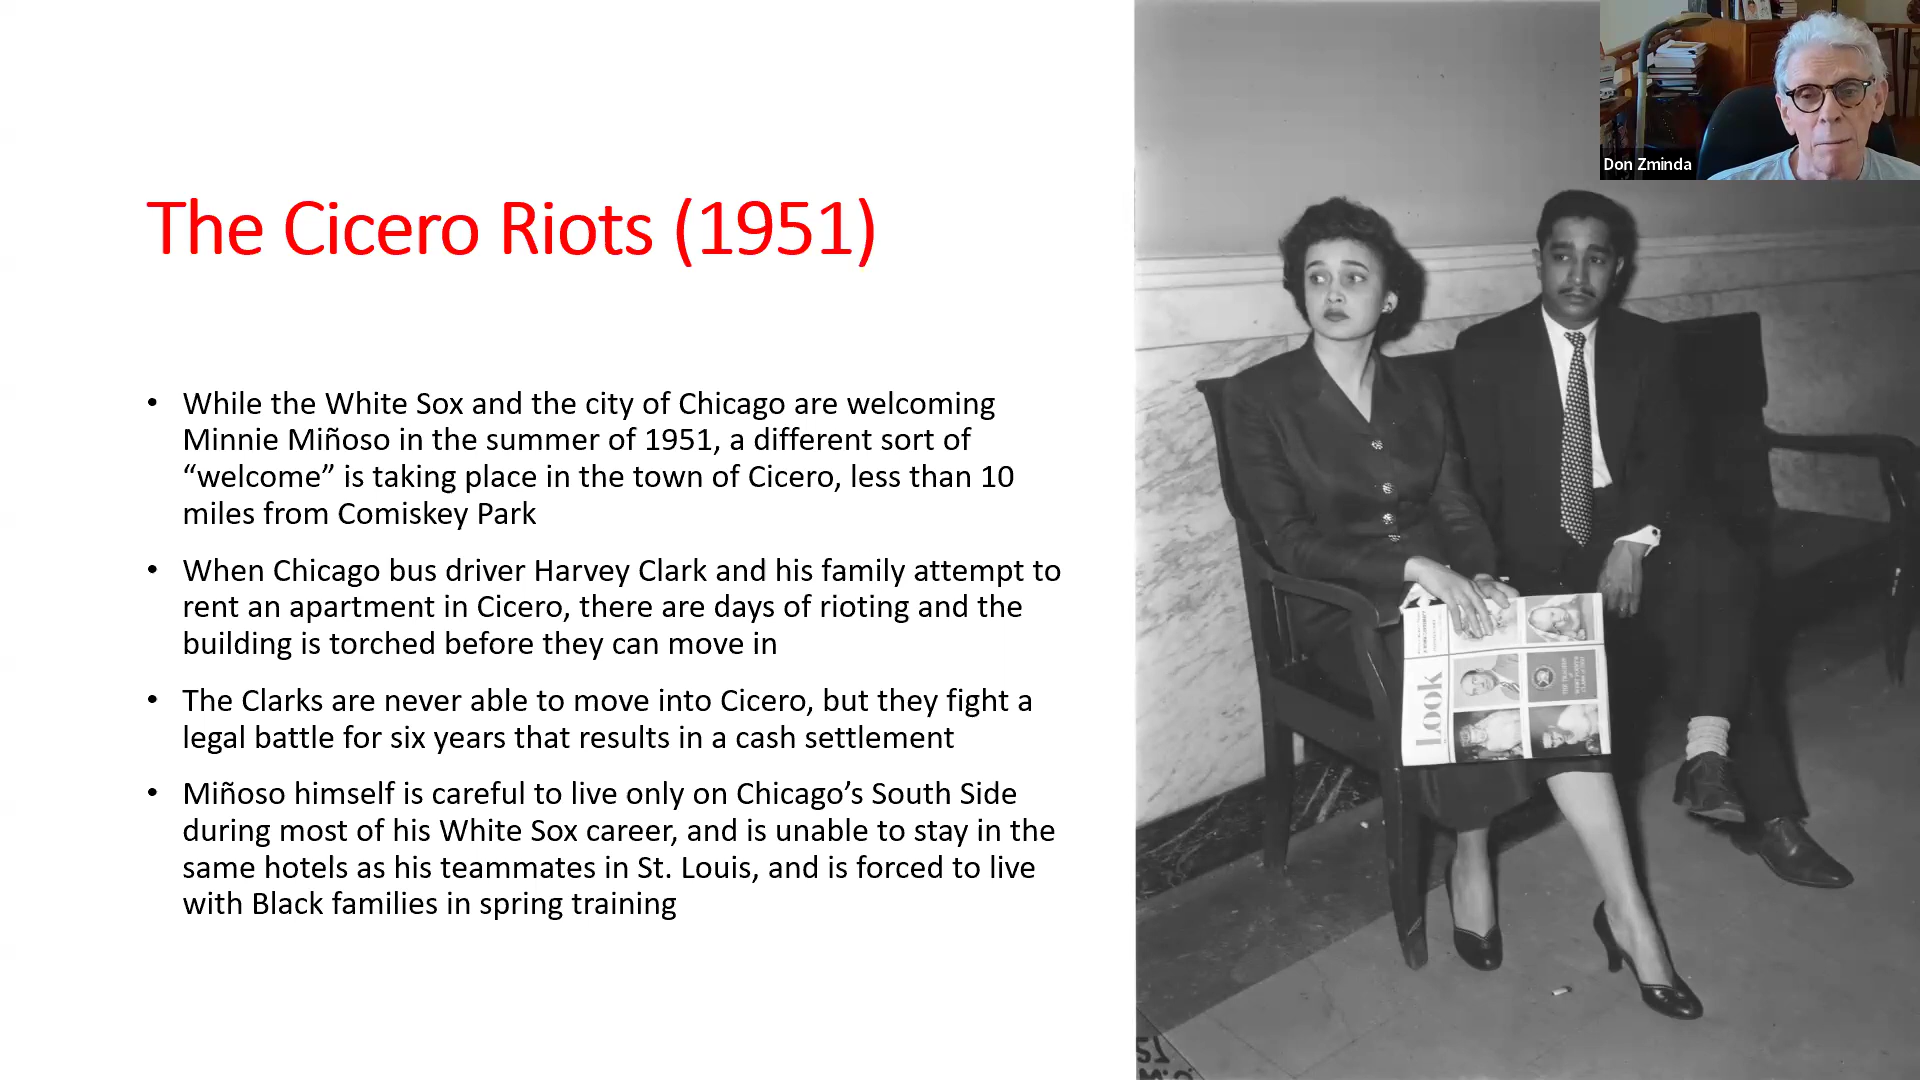 Don Zminda
The Cicero Riots (1951)
• While the White Sox and the city of Chicago are welcoming
Minnie Miñoso in the summer of 1951, a different sort of
“welcome” is taking place in the town of Cicero, less than 10
miles from Comiskey Park
• When Chicago bus driver Harvey Clark and his family attempt to
rent an apartment in Cicero, there are days of rioting and the
building is torched before they can move in
• The Clarks are never able to move into Cicero, but they fight a
legal battle for six years that results in a cash settlement
• Miñoso himself is careful to live only on Chicago’s South Side
during most of his White Sox career, and is unable to stay in the
same hotels as his teammates in St. Louis, and is forced to live
with Black families in spring training
Look